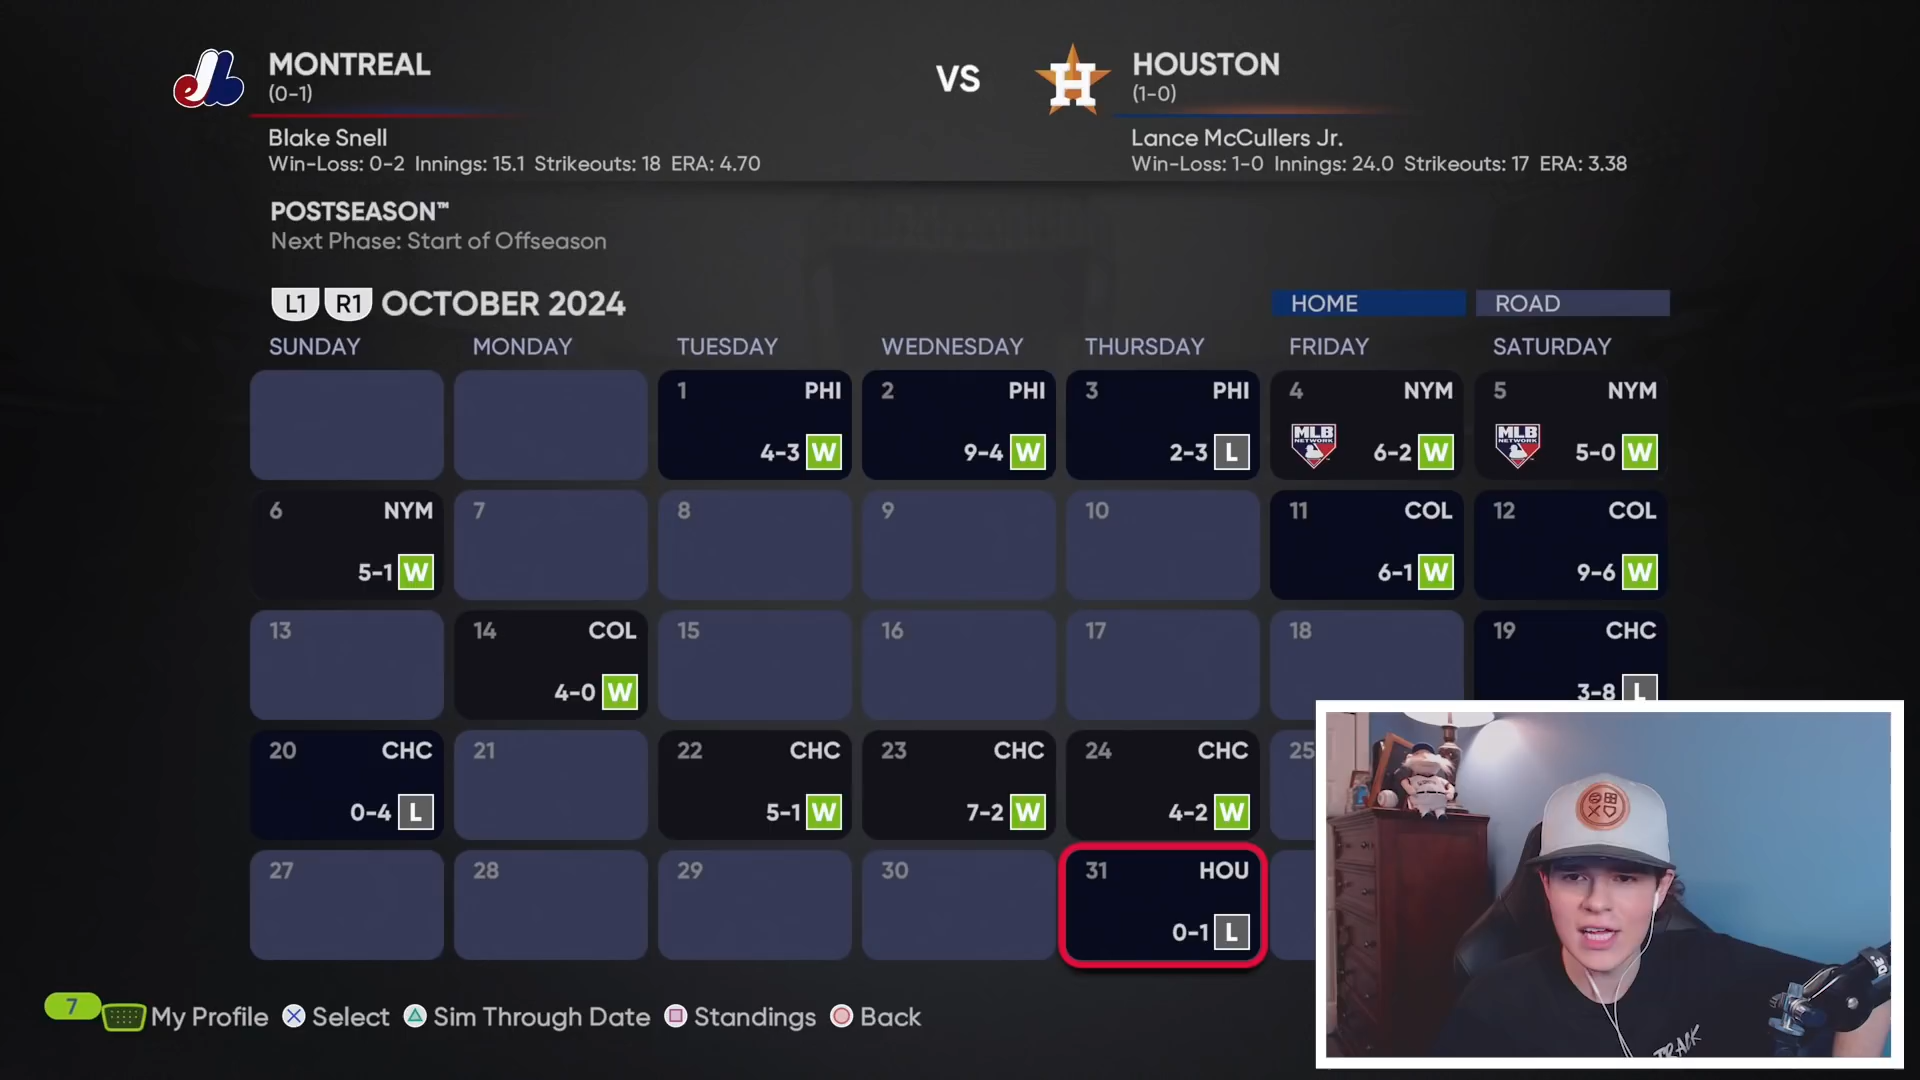 MONTREAL
(0-1)
VS
HOUSTON
(1-0)
Blake Snell
Win-Loss: 0-2 Innings: 15.1 Strikeouts: 18 ERA: 4.70
Lance McCullers Jr.
Win-Loss: 1-0 Innings: 24.0 Strikeouts: 17 ERA: 3.38
POSTSEASON™
Next Phase: Start of Offseason
L1 R1 OCTOBER 2024
HOME ROAD
SUNDAY MONDAY TUESDAY WEDNESDAY THURSDAY FRIDAY SATURDAY
1 PHI 2 PHI 3 PHI 4 NYM 5 NYM
4-3 W 9-4 W 2-3 L MLB NETWORK 6-2 W MLB NETWORK 5-0 W
6 NYM 7 8 9 10 11 COL 12 COL
5-1 W 6-1 W 9-6 W
13 14 COL 15 16 17 18 19 CHC
4-0 W 3-8 L
20 CHC 21 22 CHC 23 CHC 24 CHC 25
0-4 L 5-1 W 7-2 W 4-2 W
27 28 29 30 31 HOU
0-1 L
7 My Profile Select Sim Through Date Standings Back
TRACK